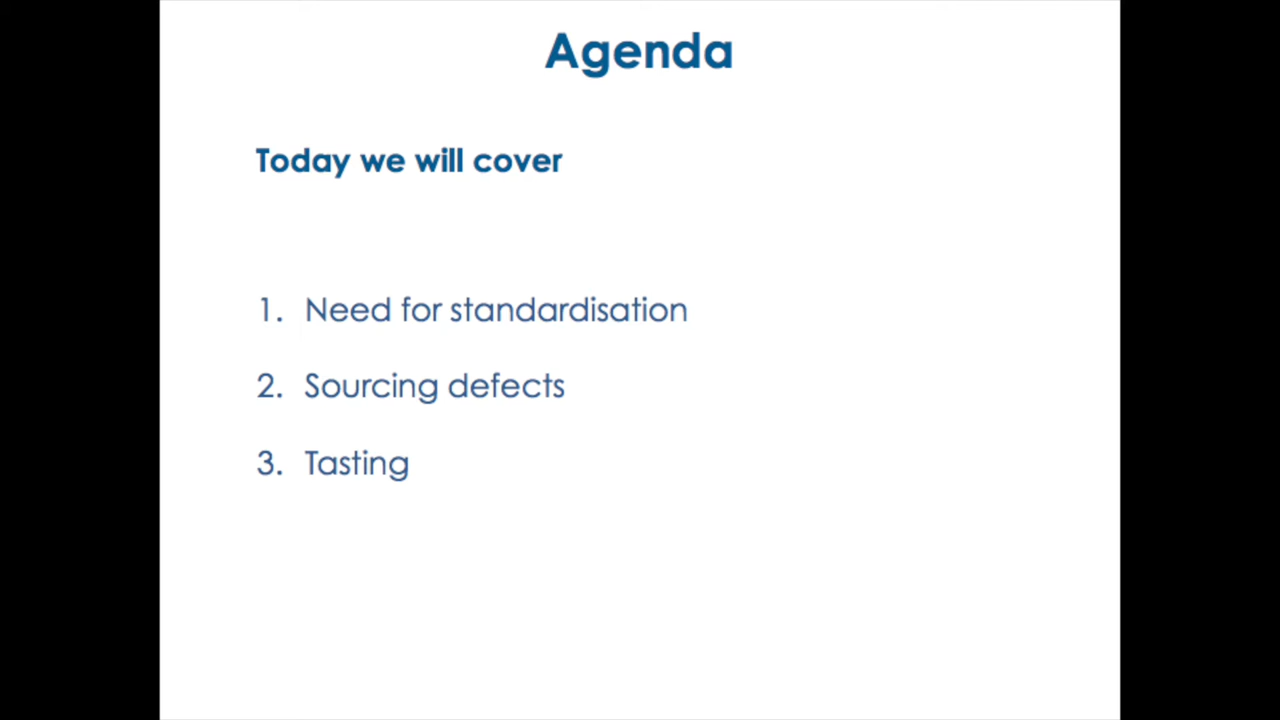 Agenda
Today we will cover
1. Need for standardisation
2. Sourcing defects
3. Tasting